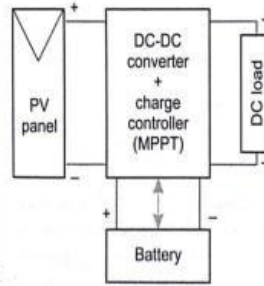 +
PV
panel
–
DC-DC
converter
+
charge
controller
(MPPT)
+
DC load
–
+
–
Battery